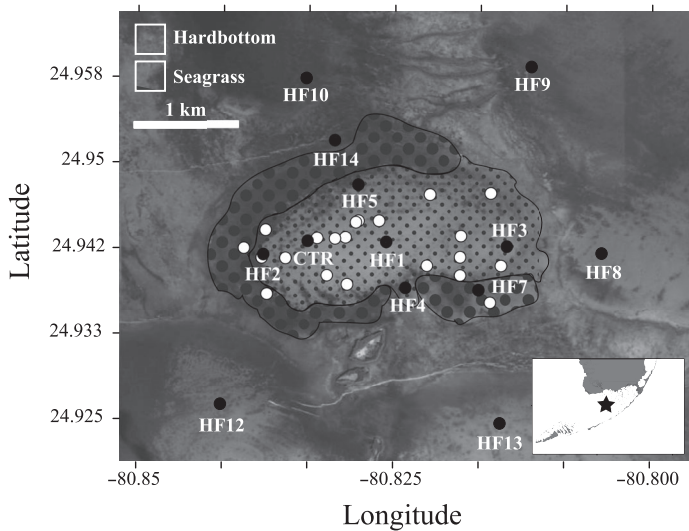 Hardbottom
Seagrass
1 km
24.958
24.95
24.942
24.933
24.925
Latitude
HF10
HF9
HF14
HF5
HF3
HF2
CTR
HF1
HF8
HF4
HF7
HF12
HF13
−80.85
−80.825
−80.800
Longitude